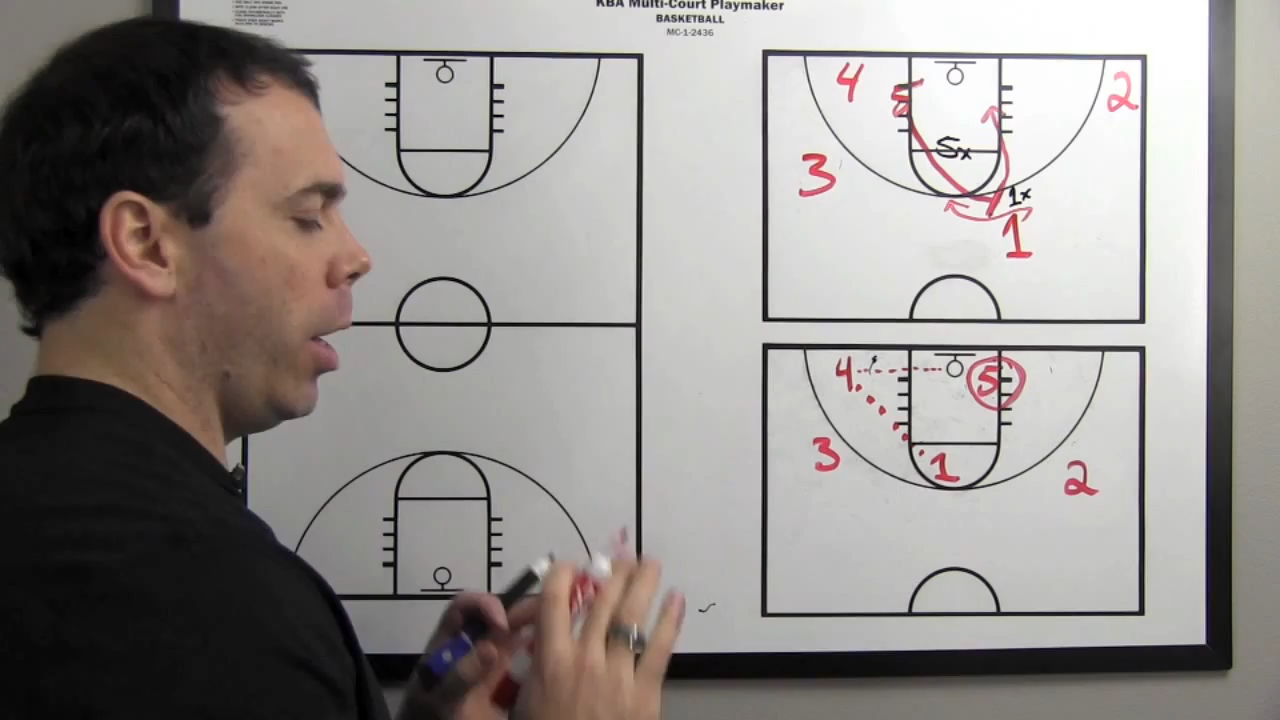 KBA Multi-Court Playmaker
BASKETBALL
MC-1-2436
4
5
2
5x
3
1x
1
4
5
3
1
2